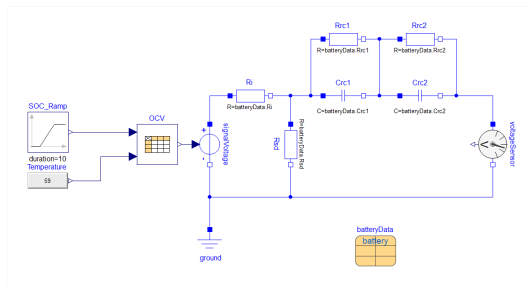 Rrc1
Rrc2
R=batteryData.Rrc1
R=batteryData.Rrc2
Ri
Crc1
Crc2
R=batteryData.Ri
C=batteryData.Crc1
C=batteryData.Crc2
SOC_Ramp
OCV
duration=10
+
-
signalVoltage
Rsd
R=batteryData.Rsd
V
voltageSensor
Temperature
59
ground
batteryData
battery